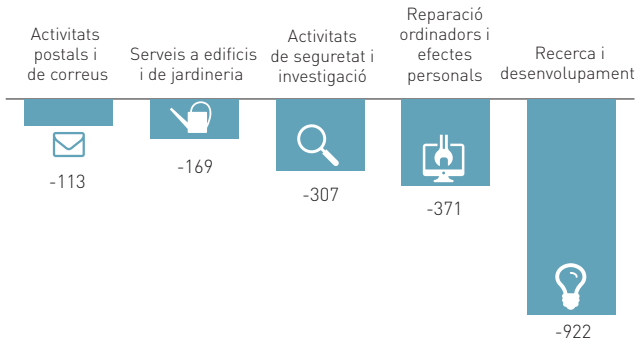 Activitats
postals i
de correus
Serveis a edificis
i de jardineria
Activitats
de seguretat i
investigació
Reparació
ordinadors i
efectes
personals
Recerca i
desenvolupament
-113
-169
-307
-371
-922